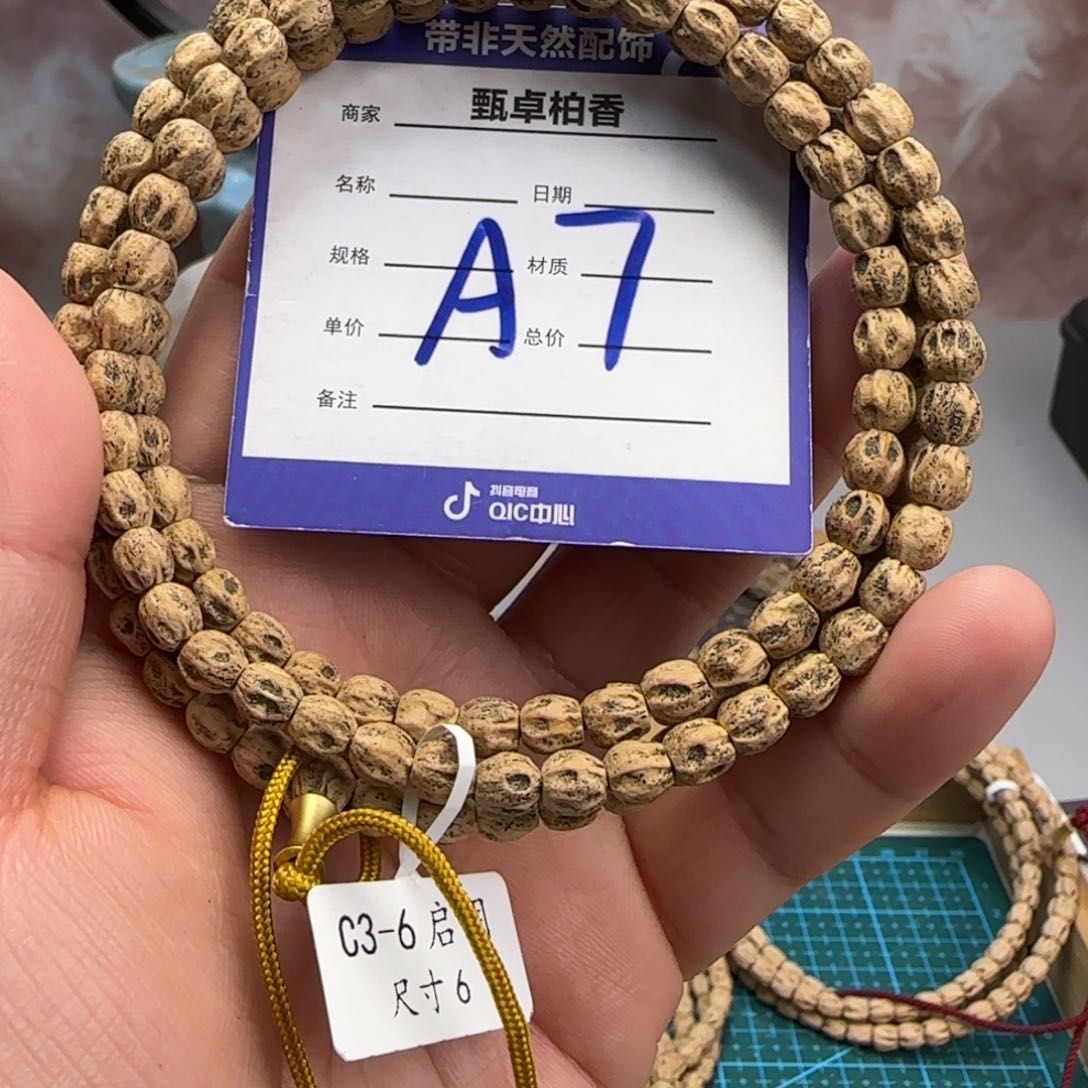 带非天然配饰
商家 甄卓柏香
名称 日期
规格 材质
单价 总价
A7
备注
抖音电商
QIC中心
C3-6 启
尺寸 6